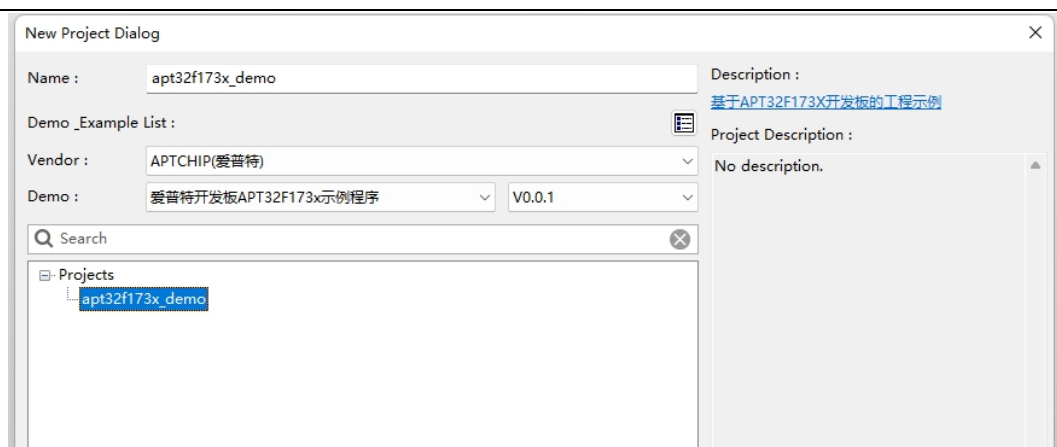 New Project Dialog
Name : apt32f173x_demo
Demo _Example List :
Vendor : APTCHIP(爱普特)
Demo : 爱普特开发板APT32F173x示例程序 V0.0.1
Search
Projects
apt32f173x_demo
Description :
基于APT32F173X开发板的工程示例
Project Description :
No description.